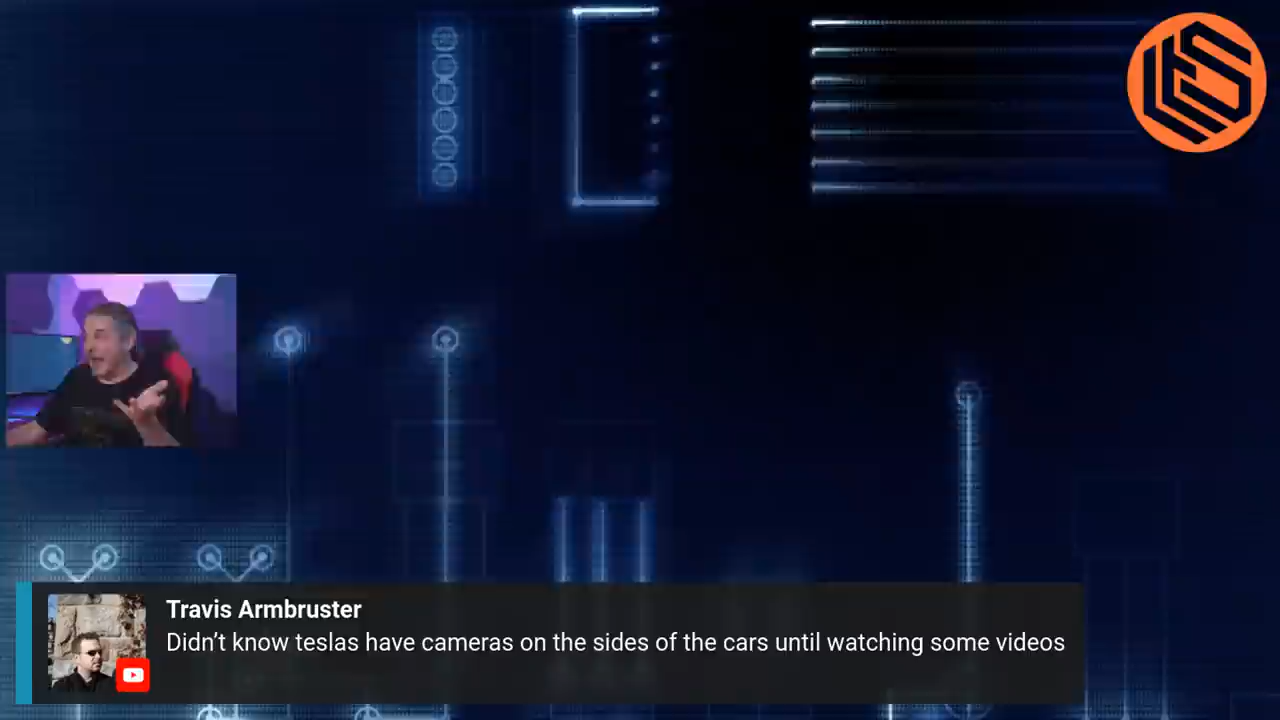 Travis Armbruster
Didn’t know teslas have cameras on the sides of the cars until watching some videos